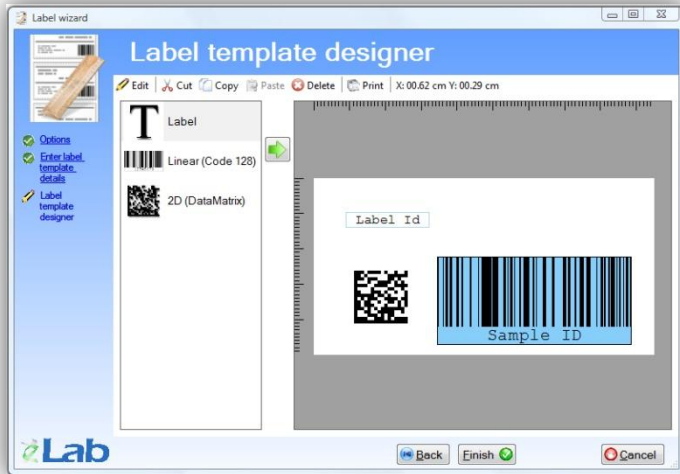 Label wizard
Label template designer
Edit Cut Copy Paste Delete Print X: 00.62 cm Y: 00.29 cm
Options
Enter label
template
details
Label
template
designer
Label
Linear (Code 128)
2D (DataMatrix)
Label Id
Sample ID
eLab
Back Finish Cancel